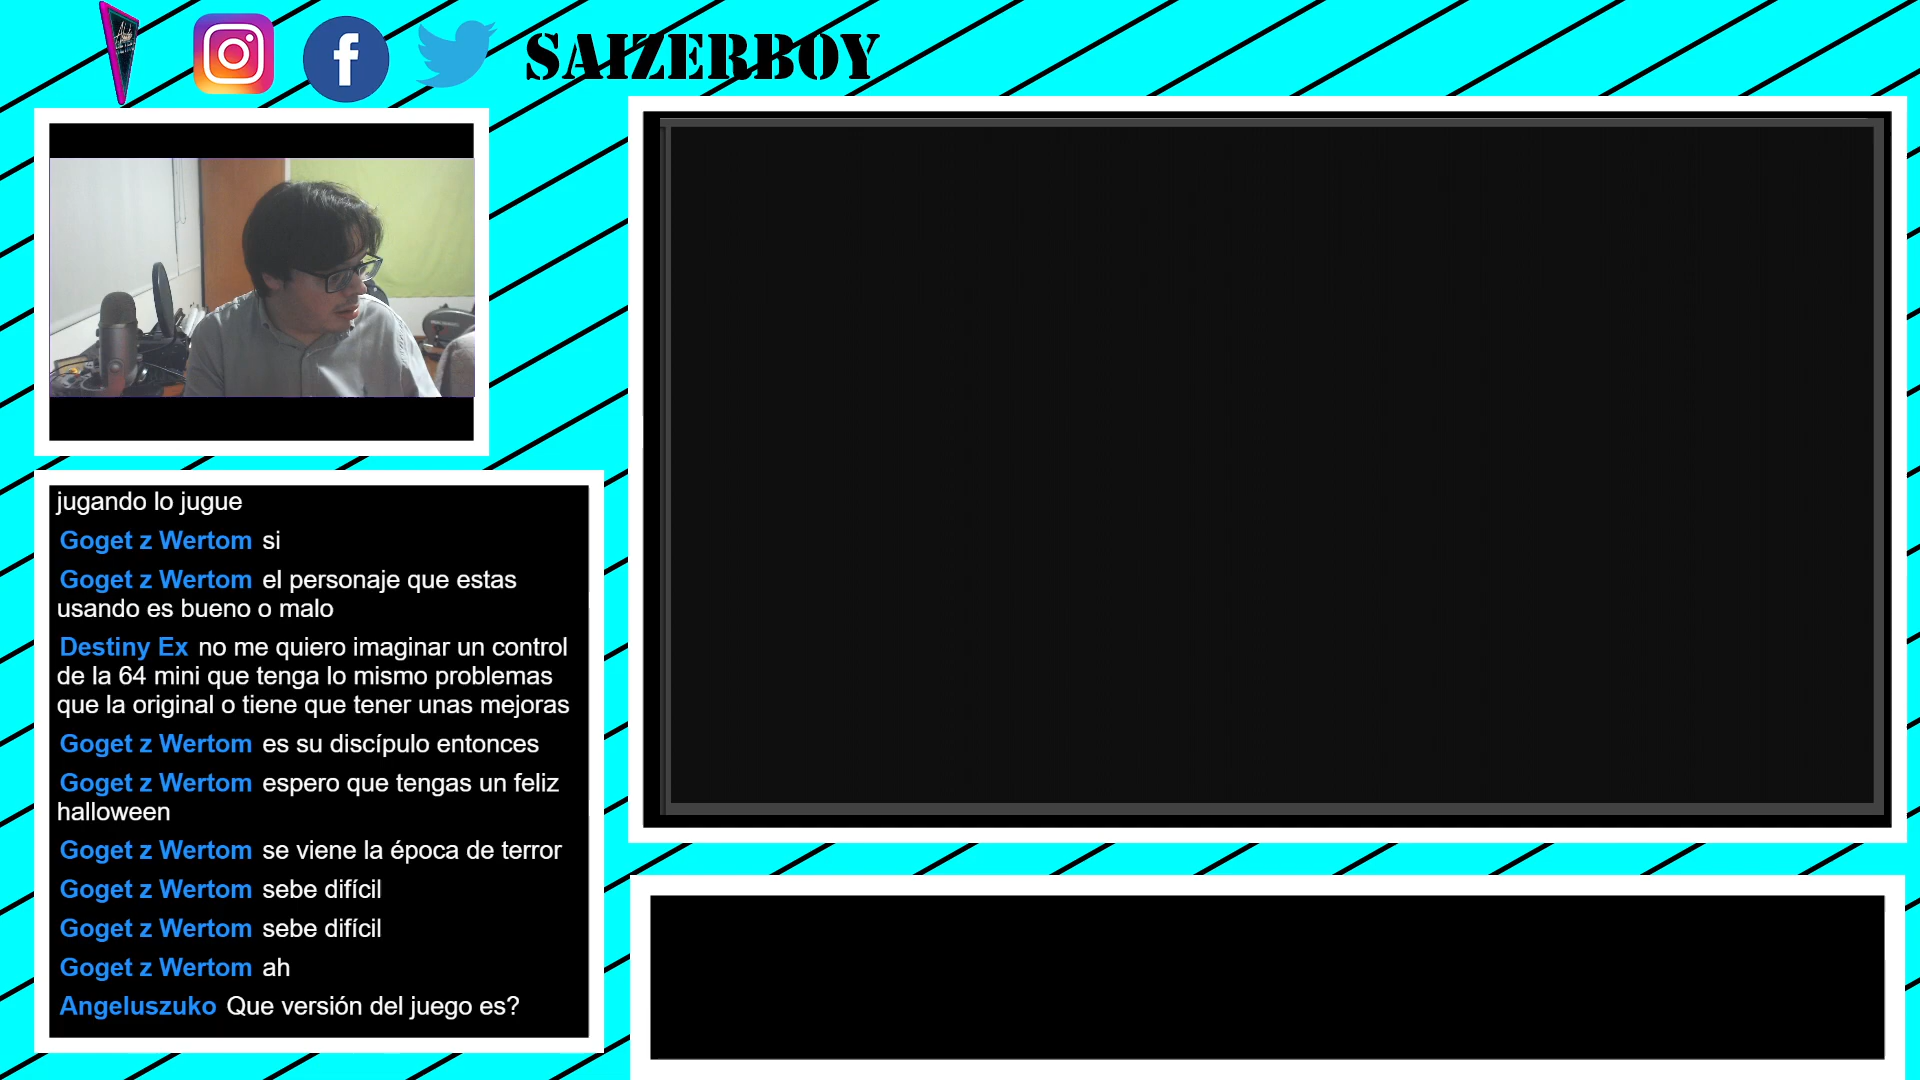 SAIZERBOY
jugando lo jugue
Goget z Wertom si
Goget z Wertom el personaje que estas
usando es bueno o malo
Destiny Ex no me quiero imaginar un control
de la 64 mini que tenga lo mismo problemas
que la original o tiene que tener unas mejoras
Goget z Wertom es su discípulo entonces
Goget z Wertom espero que tengas un feliz
halloween
Goget z Wertom se viene la época de terror
Goget z Wertom sebe difícil
Goget z Wertom sebe difícil
Goget z Wertom ah
Angeluszuko Que versión del juego es?